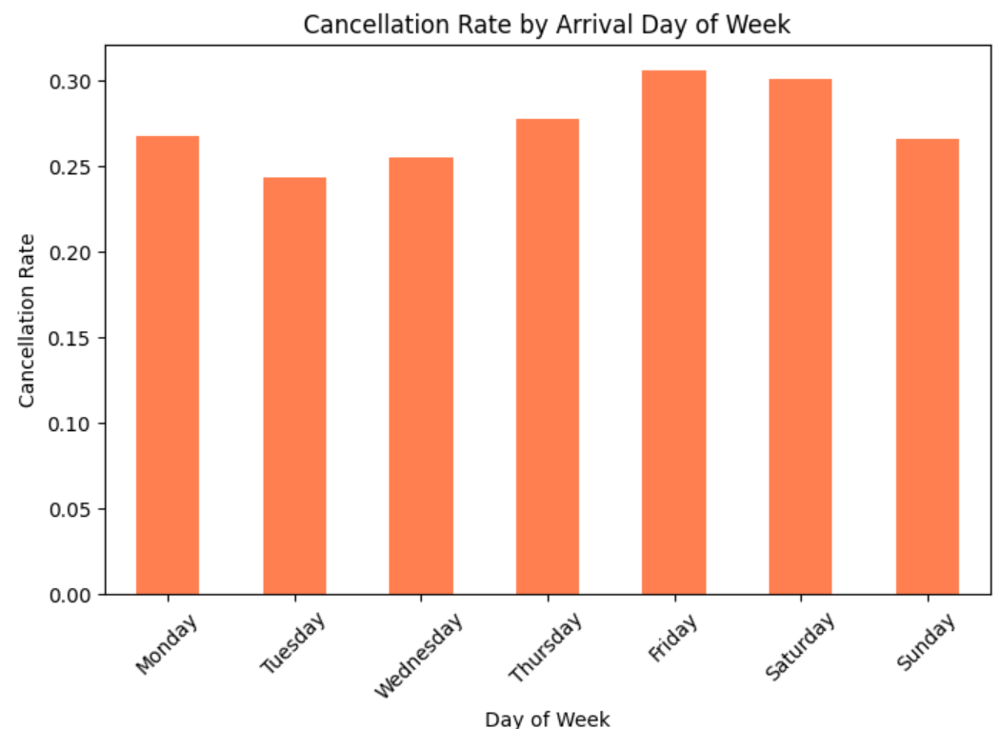 Cancellation Rate by Arrival Day of Week
Cancellation Rate
0.30
0.25
0.20
0.15
0.10
0.05
0.00
Monday
Tuesday
Wednesday
Thursday
Friday
Saturday
Sunday
Day of Week